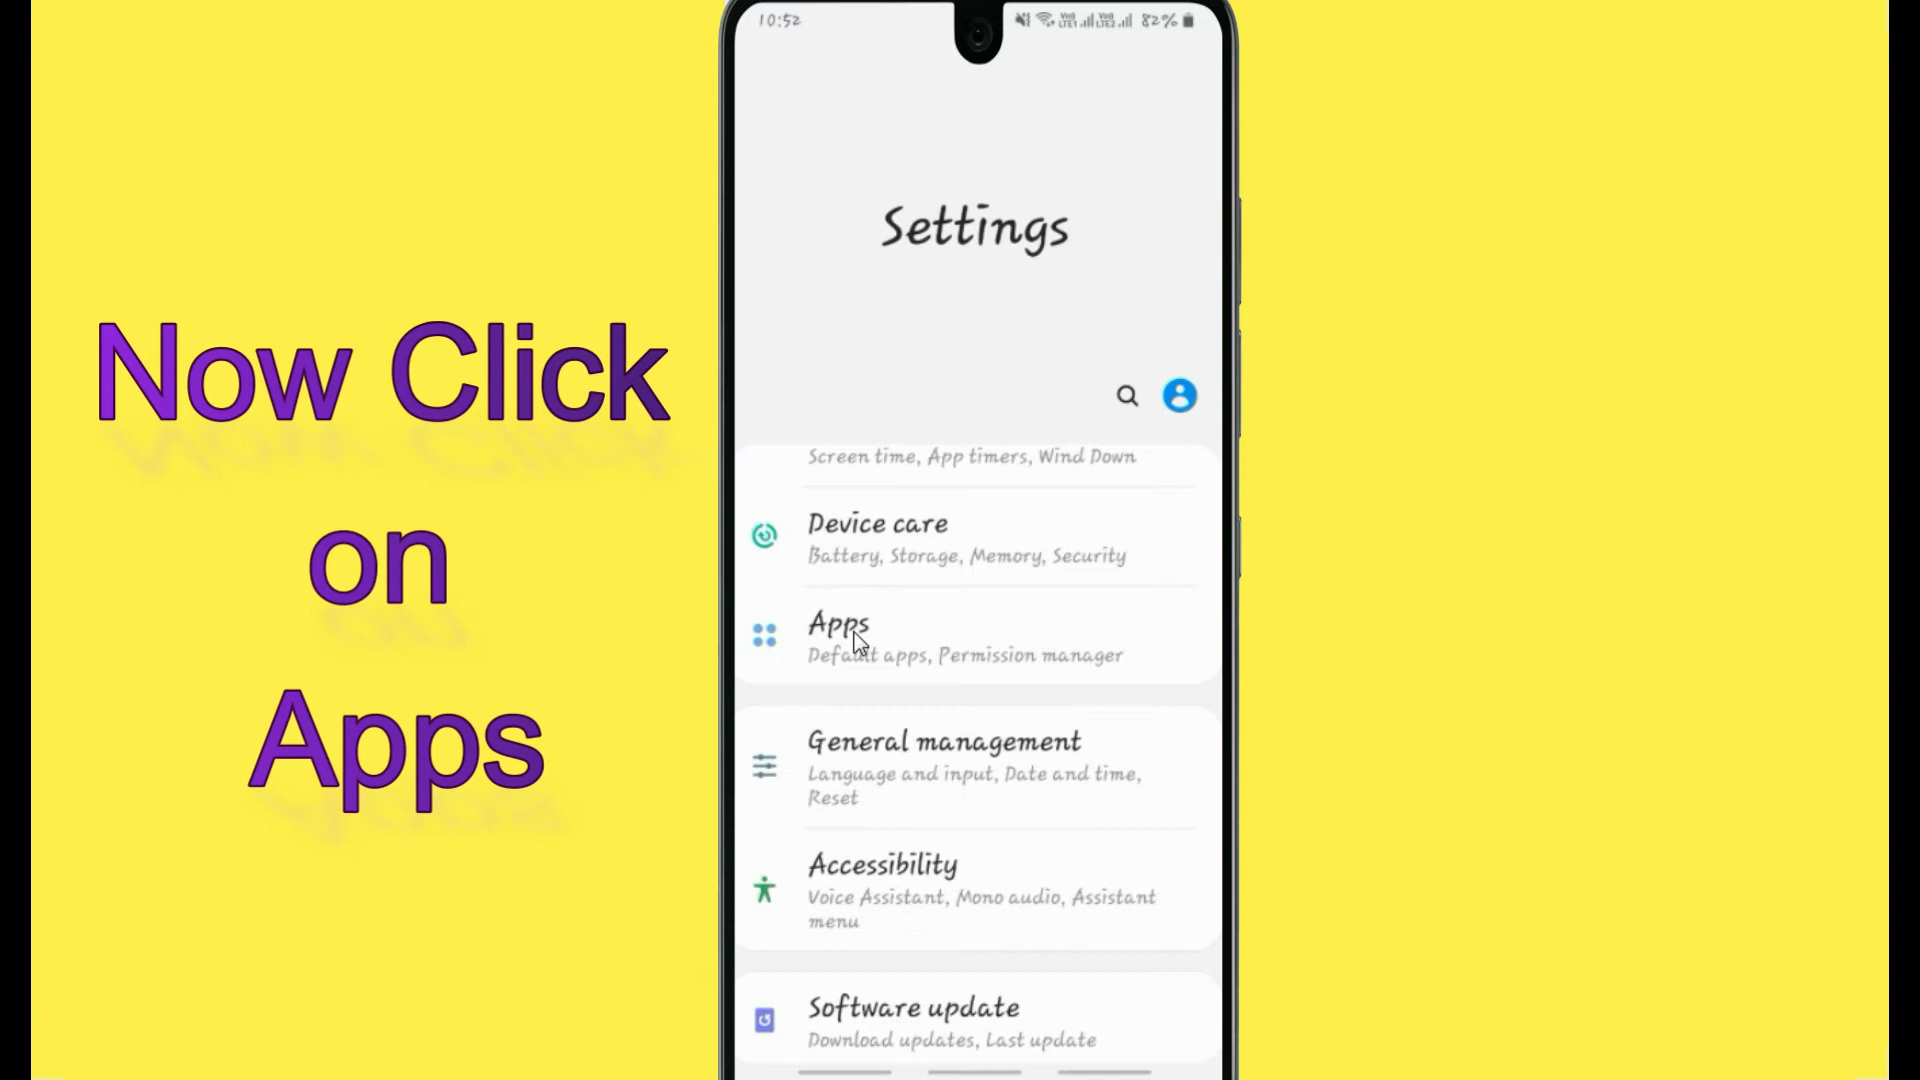 10:52
82%
Settings
Now Click
on
Apps
Screen time, App timers, Wind Down
Device care
Battery, Storage, Memory, Security
Apps
Default apps, Permission manager
General management
Language and input, Date and time,
Reset
Accessibility
Voice Assistant, Mono audio, Assistant
menu
Software update
Download updates, Last update